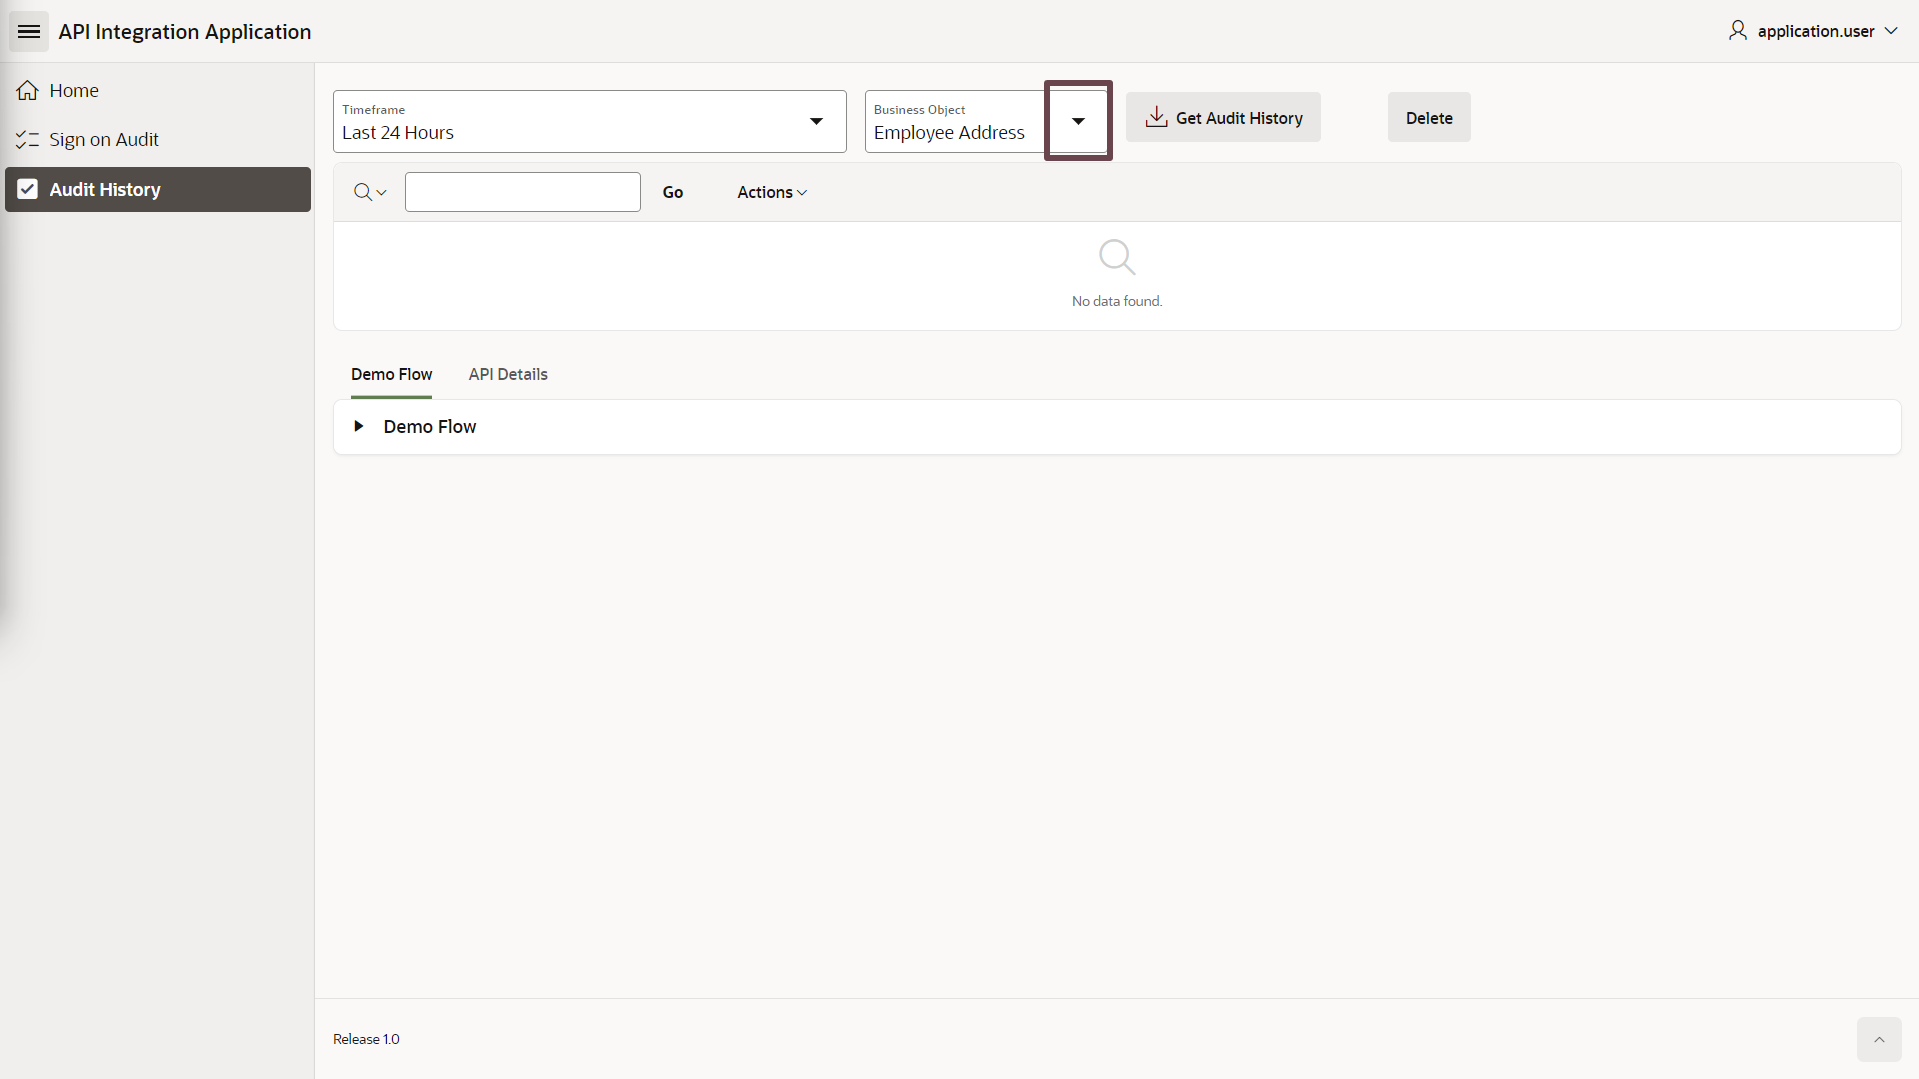 API Integration Application
application.user
Home
Sign on Audit
Audit History
Timeframe
Last 24 Hours
Business Object
Employee Address
Get Audit History
Delete
Go
Actions
No data found.
Demo Flow
API Details
Demo Flow
Release 1.0